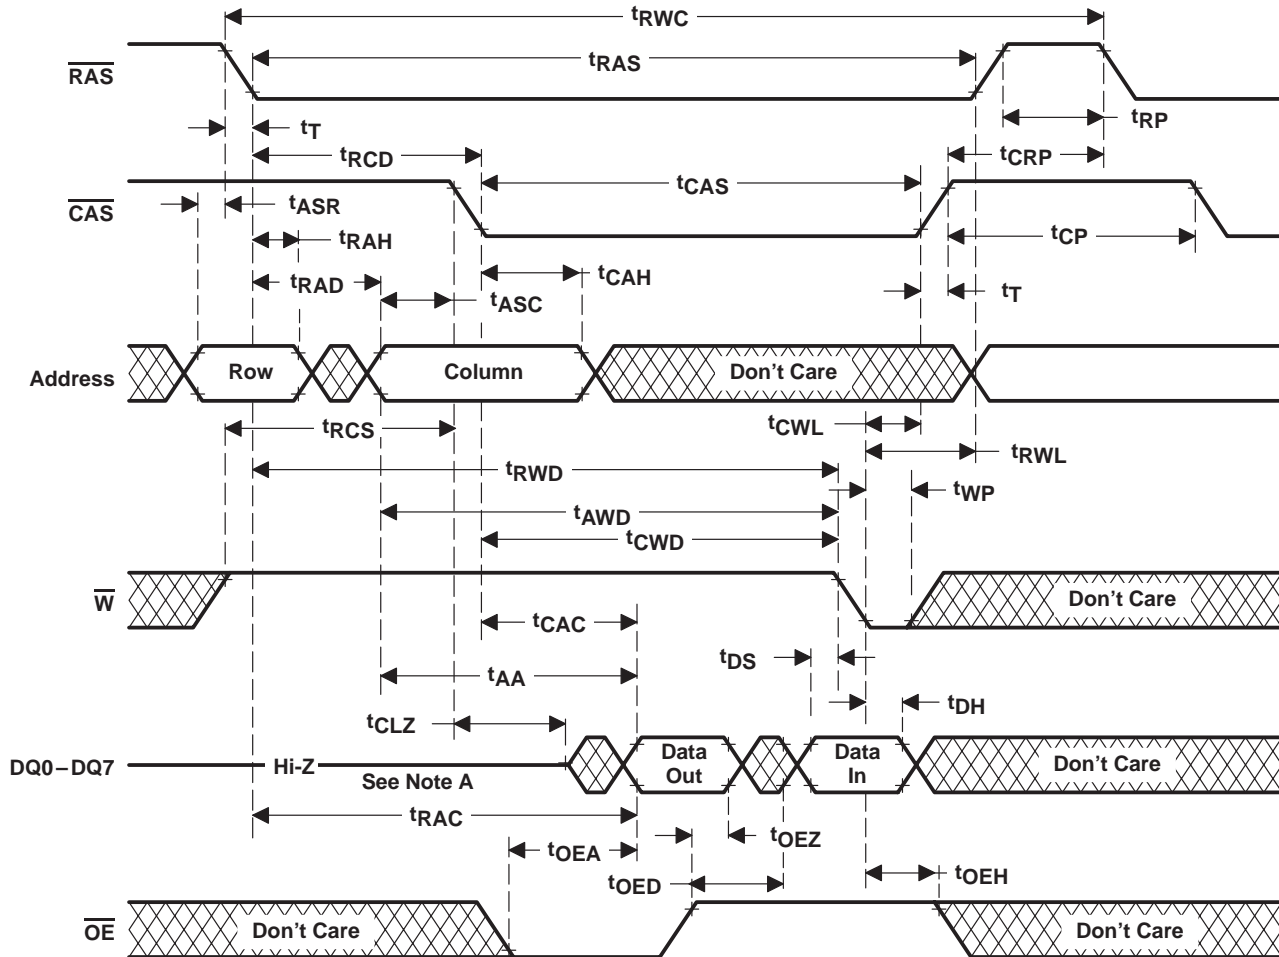 tRWC
RAS
tRAS
tT
tRP
tRCD
tCRP
CAS
tASR
tCAS
tRAH
tCP
tRAD
tASC
tCAH
tT
Address
Row
Column
Don't Care
tRCS
tCWL
tRWL
tRWD
tWP
tAWD
tCWD
W
Don't Care
tCAC
tDS
tAA
tDH
tCLZ
DQ0–DQ7
Hi-Z
See Note A
Data
Out
Data
In
Don't Care
tRAC
tOEZ
tOEA
tOED
tOEH
OE
Don't Care
Don't Care